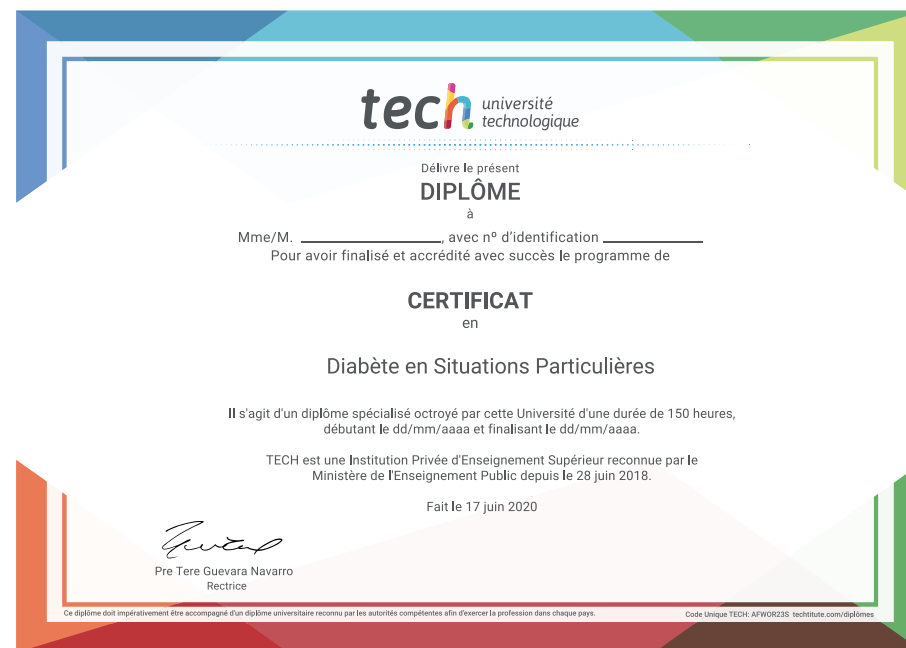 tech université
technologique
Délivre le présent
DIPLÔME
à
Mme/M. ____________________, avec nº d'identification ______________
Pour avoir finalisé et accrédité avec succès le programme de
CERTIFICAT
en
Diabète en Situations Particulières
Il s'agit d'un diplôme spécialisé octroyé par cette Université d'une durée de 150 heures,
débutant le dd/mm/aaaa et finalisant le dd/mm/aaaa.
TECH est une Institution Privée d'Enseignement Supérieur reconnue par le
Ministère de l'Enseignement Public depuis le 28 juin 2018.
Fait le 17 juin 2020
Pre Tere Guevara Navarro
Rectrice
Ce diplôme doit impérativement être accompagné d'un diplôme universitaire reconnu par les autorités compétentes afin d'exercer la profession dans chaque pays.
Code Unique TECH: AFWOR23S techtitute.com/diplômes